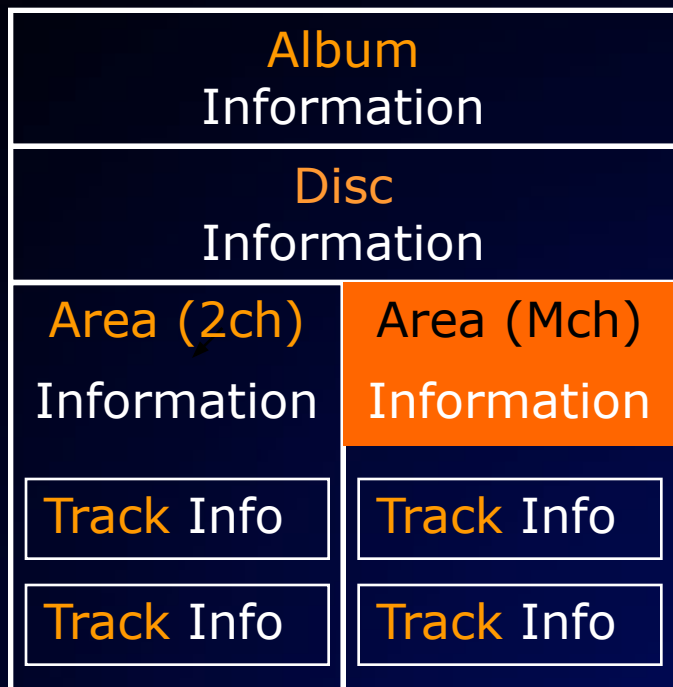 Album
Information
Disc
Information
Area (2ch)
Information
Track Info
Track Info
Area (Mch)
Information
Track Info
Track Info